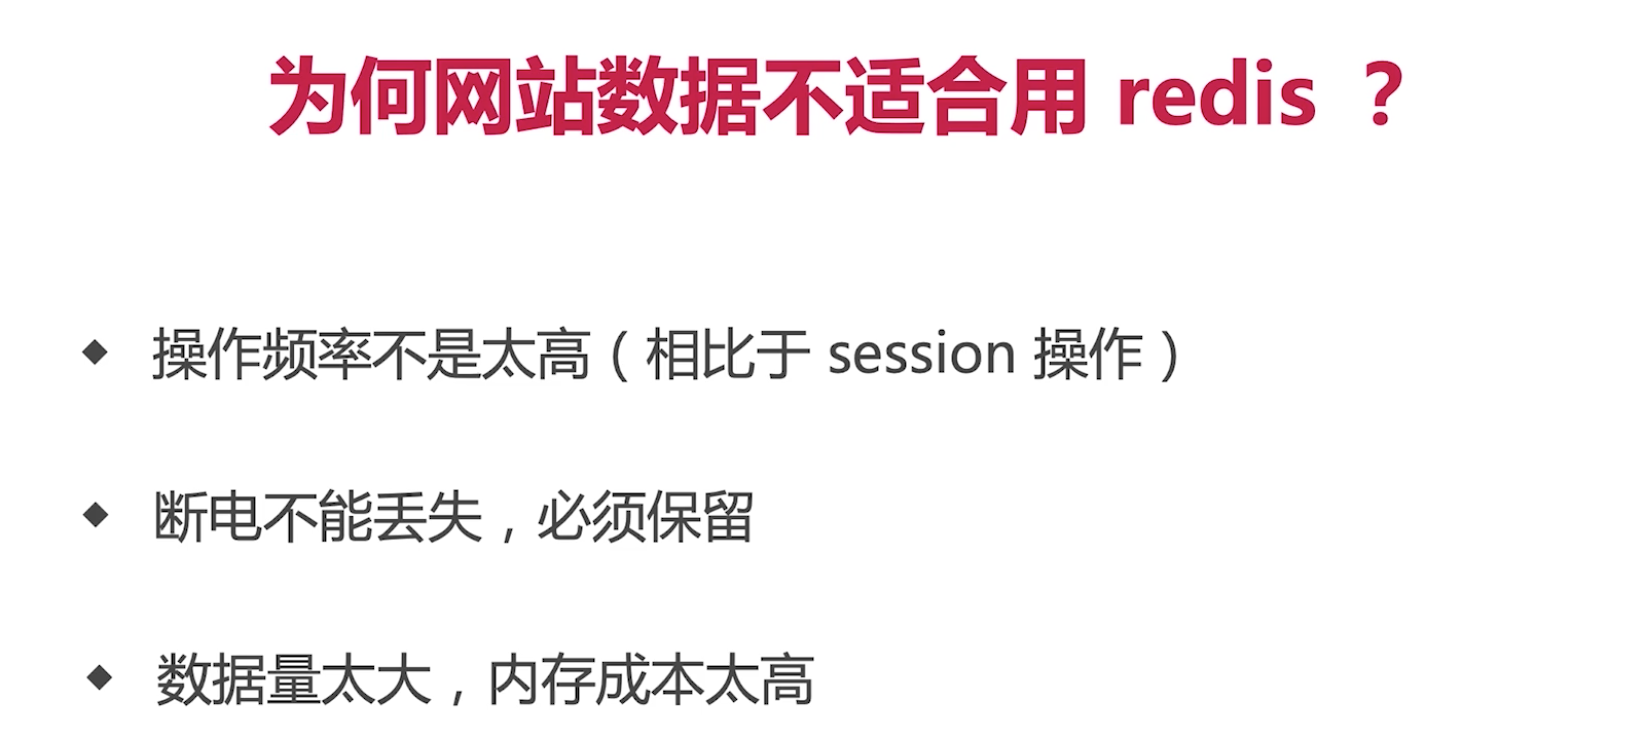 为何网站数据不适合用 redis ？
◆ 操作频率不是太高（相比于 session 操作）
◆ 断电不能丢失，必须保留
◆ 数据量太大，内存成本太高